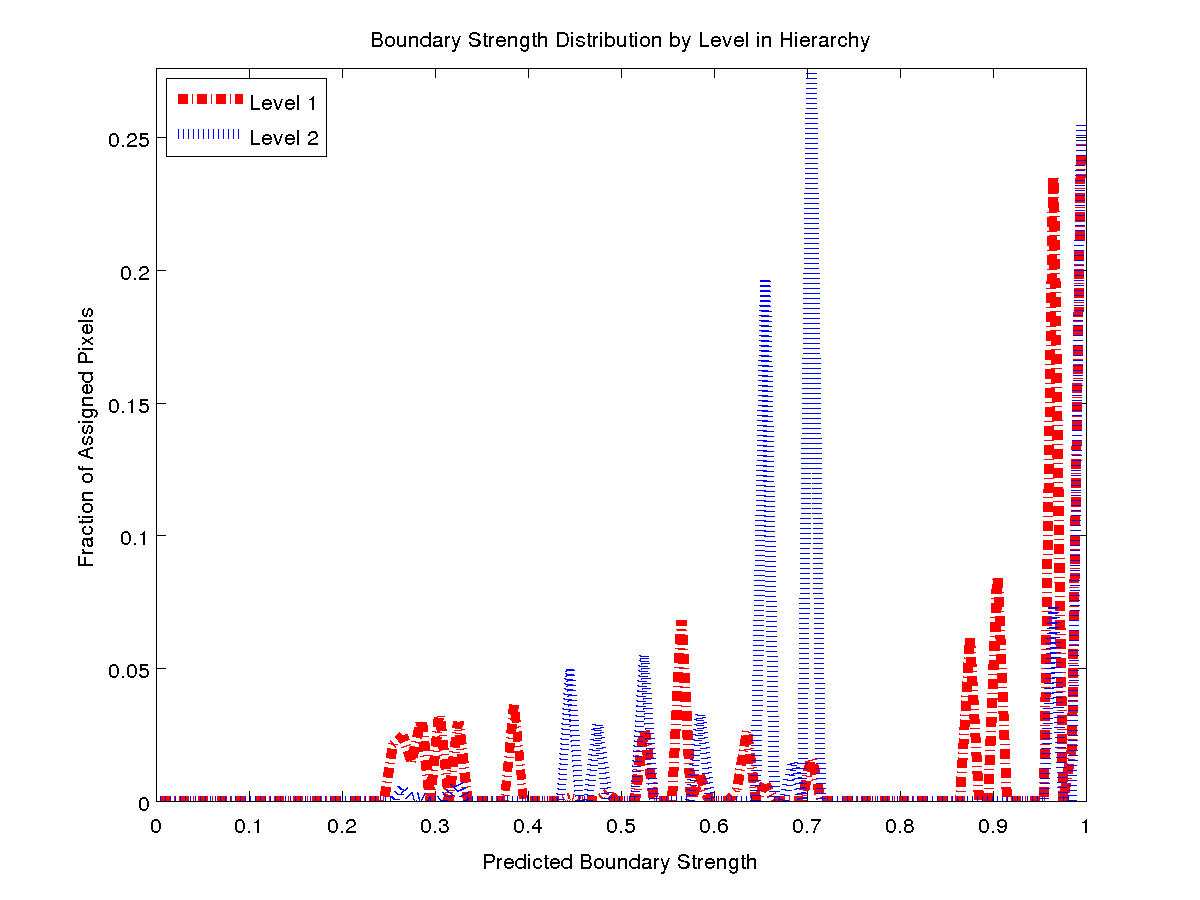 Boundary Strength Distribution by Level in Hierarchy
Level 1
Level 2
0.25
0.2
0.15
0.1
0.05
0
Fraction of Assigned Pixels
0 0.1 0.2 0.3 0.4 0.5 0.6 0.7 0.8 0.9 1
Predicted Boundary Strength